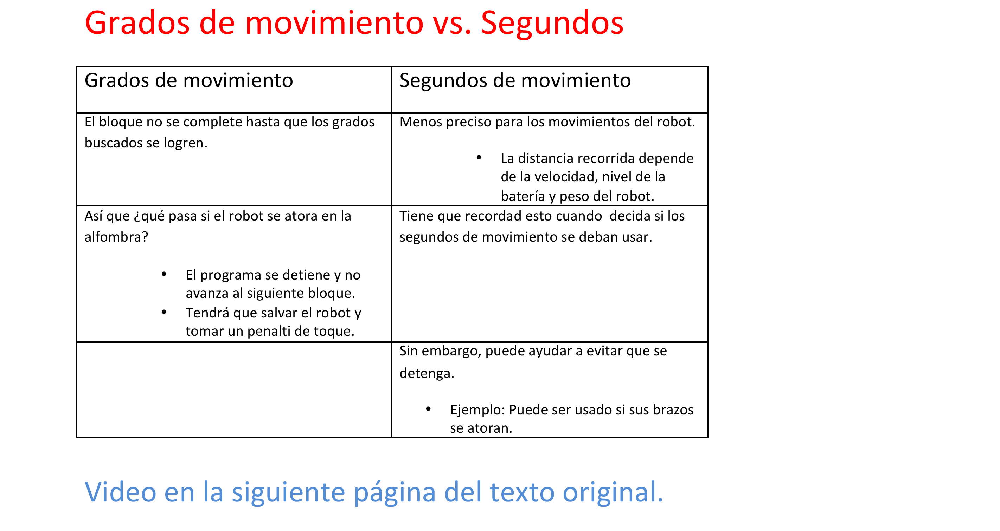 Grados de movimiento vs. Segundos
Grados de movimiento
Segundos de movimiento
El bloque no se complete hasta que los grados
buscados se logren.
Menos preciso para los movimientos del robot.
• La distancia recorrida depende
de la velocidad, nivel de la
batería y peso del robot.
Así que ¿qué pasa si el robot se atora en la
alfombra?
• El programa se detiene y no
avanza al siguiente bloque.
• Tendrá que salvar el robot y
tomar un penalti de toque.
Tiene que recordad esto cuando  decida si los
segundos de movimiento se deban usar.
Sin embargo, puede ayudar a evitar que se
detenga.
• Ejemplo: Puede ser usado si sus brazos
se atoran.
Video en la siguiente página del texto original.